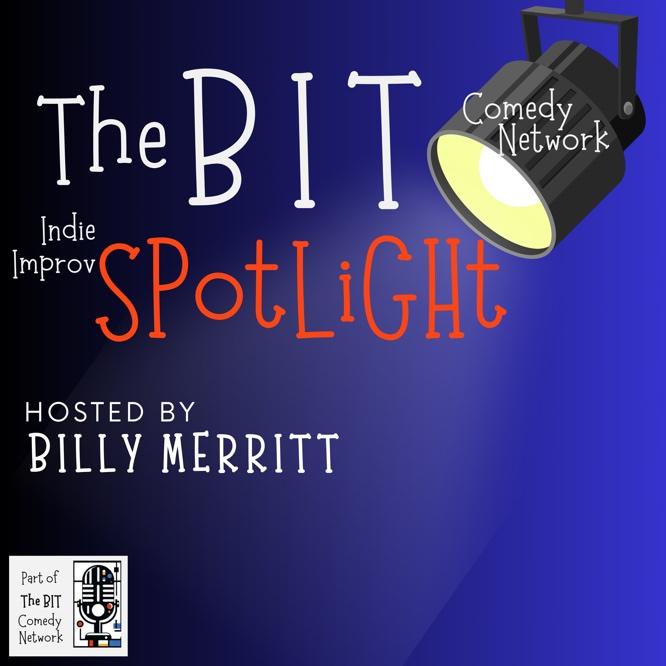 The BIT
Comedy
Network
Indie
Improv
SPotLiGHt
HOSTED BY
BILLY MERRITT
Part of
The BIT
Comedy
Network